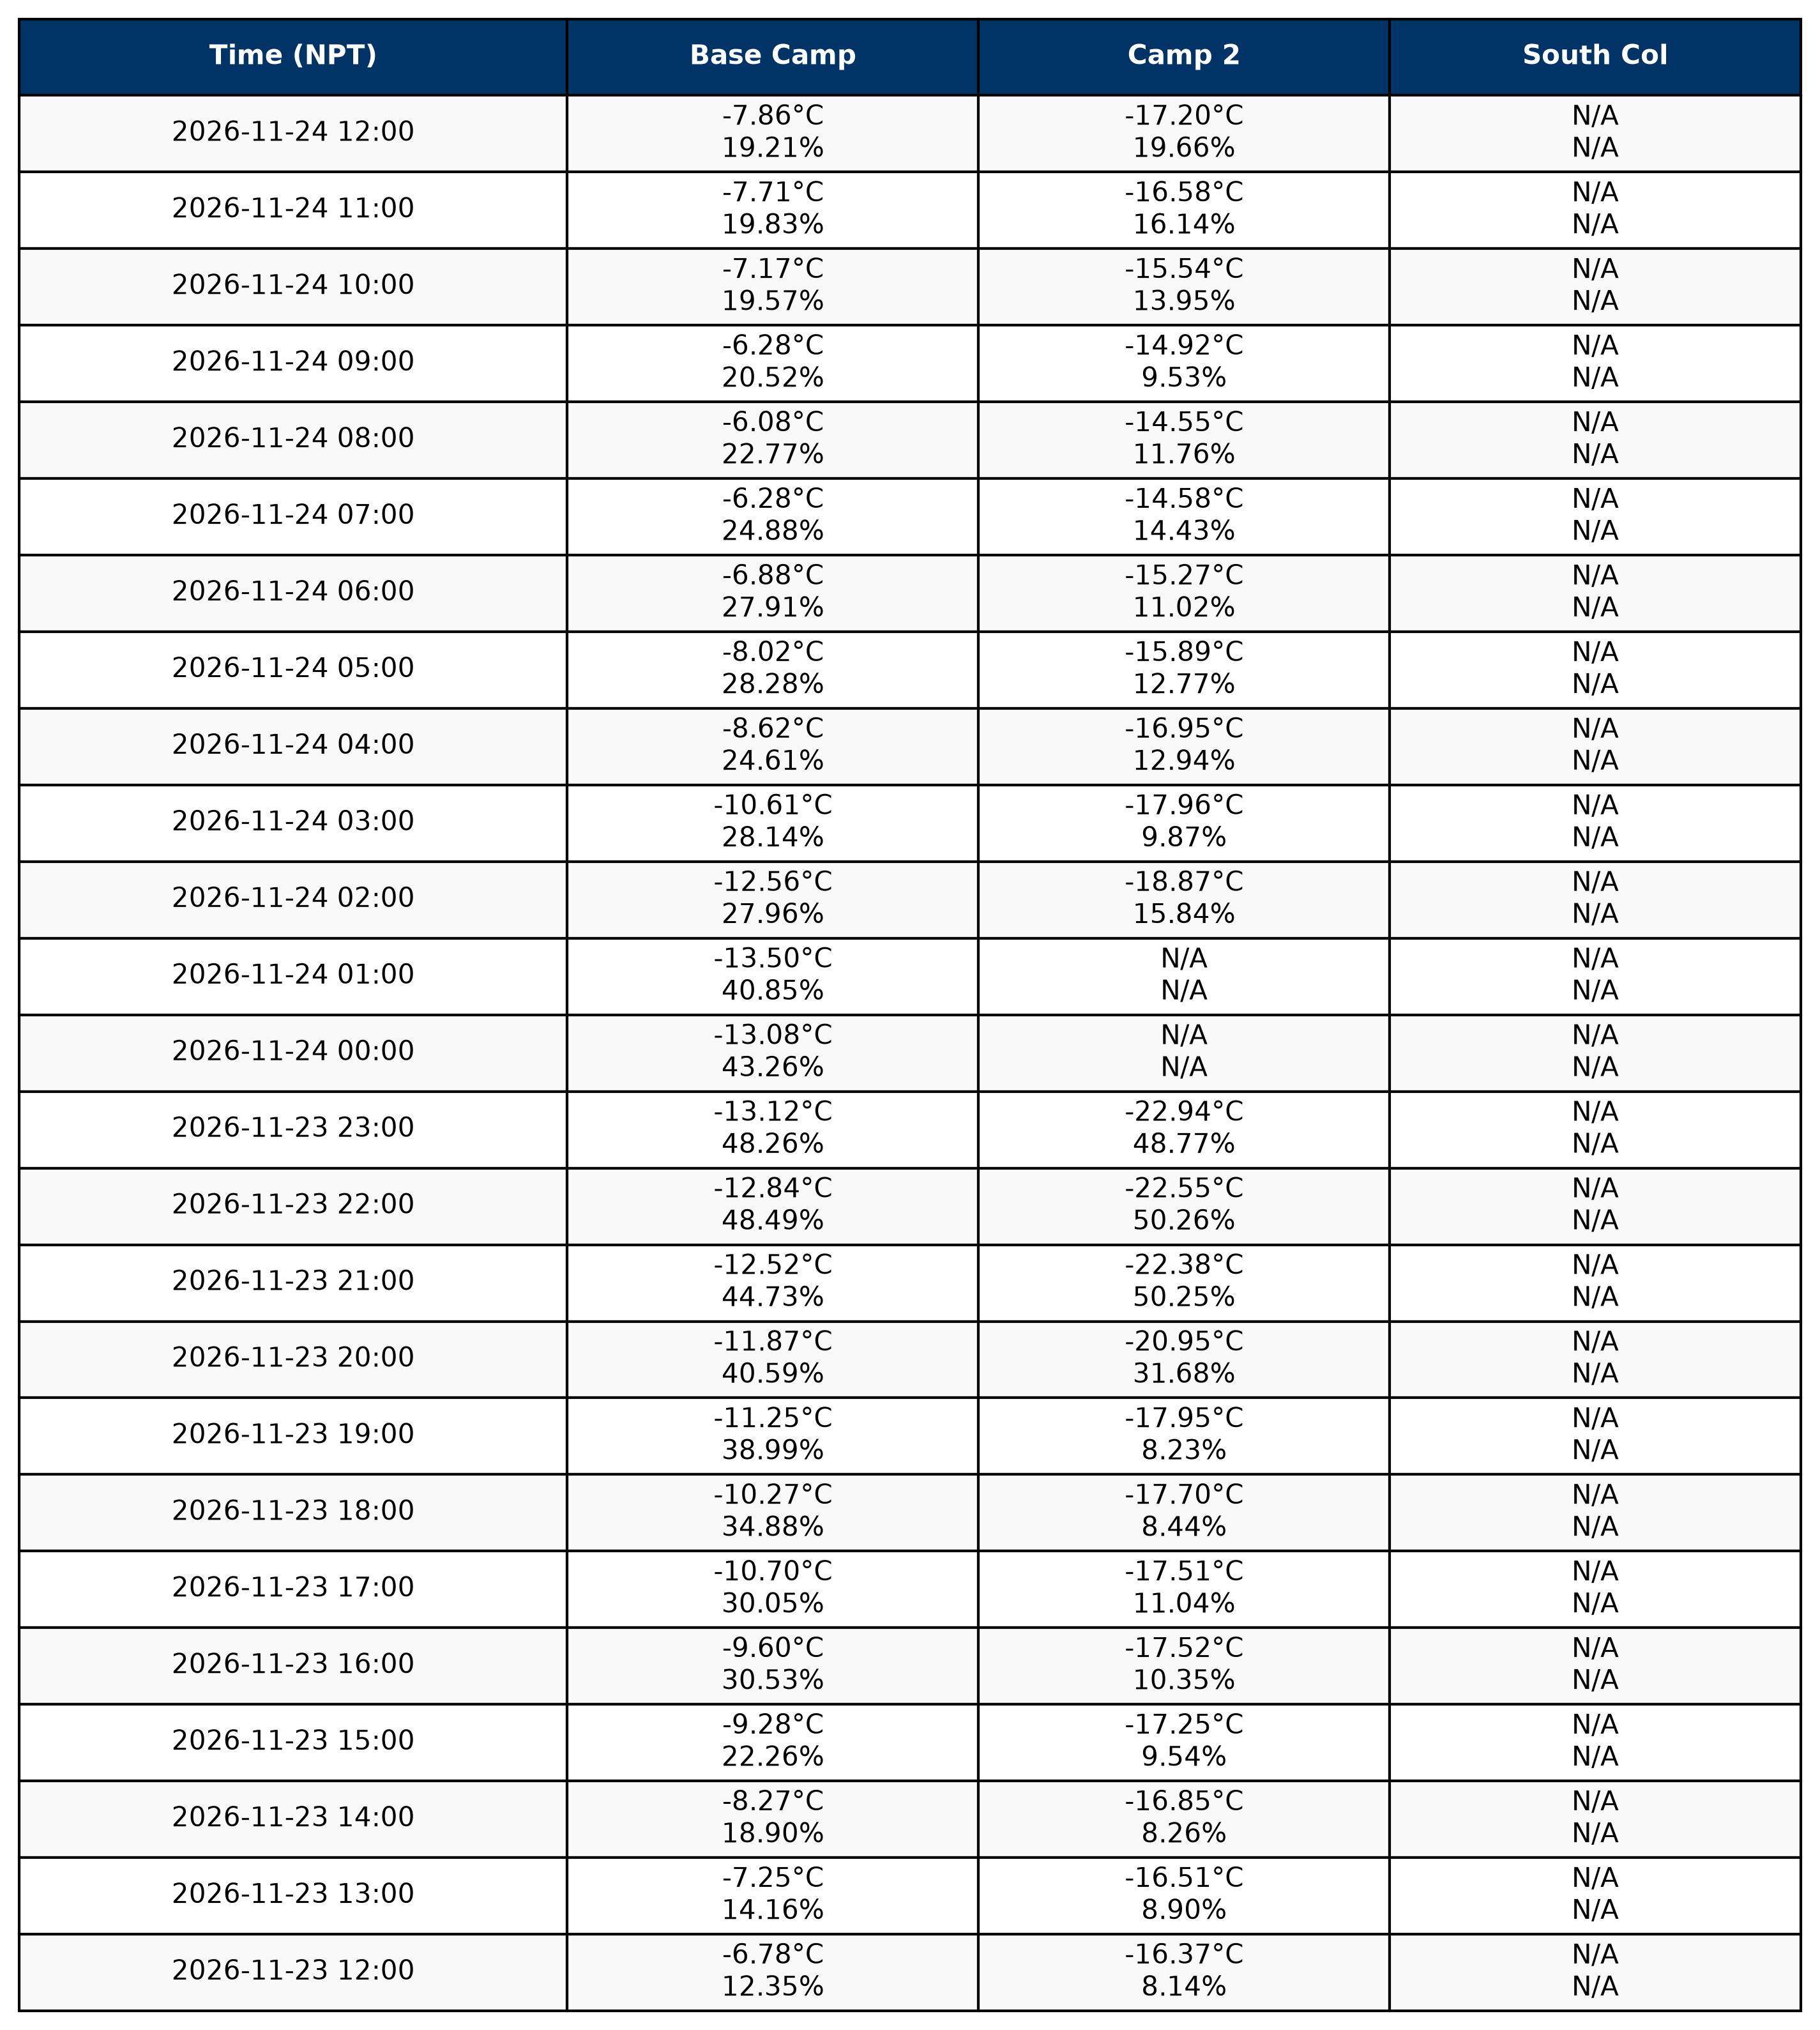 Time (NPT) Base Camp Camp 2 South Col
2026-11-24 12:00 -7.86°C -17.20°C N/A
19.21% 19.66% N/A
2026-11-24 11:00 -7.71°C -16.58°C N/A
19.83% 16.14% N/A
2026-11-24 10:00 -7.17°C -15.54°C N/A
19.57% 13.95% N/A
2026-11-24 09:00 -6.28°C -14.92°C N/A
20.52% 9.53% N/A
2026-11-24 08:00 -6.08°C -14.55°C N/A
22.77% 11.76% N/A
2026-11-24 07:00 -6.28°C -14.58°C N/A
24.88% 14.43% N/A
2026-11-24 06:00 -6.88°C -15.27°C N/A
27.91% 11.02% N/A
2026-11-24 05:00 -8.02°C -15.89°C N/A
28.28% 12.77% N/A
2026-11-24 04:00 -8.62°C -16.95°C N/A
24.61% 12.94% N/A
2026-11-24 03:00 -10.61°C -17.96°C N/A
28.14% 9.87% N/A
2026-11-24 02:00 -12.56°C -18.87°C N/A
27.96% 15.84% N/A
2026-11-24 01:00 -13.50°C N/A N/A
40.85% N/A N/A
2026-11-24 00:00 -13.08°C N/A N/A
43.26% N/A N/A
2026-11-23 23:00 -13.12°C -22.94°C N/A
48.26% 48.77% N/A
2026-11-23 22:00 -12.84°C -22.55°C N/A
48.49% 50.26% N/A
2026-11-23 21:00 -12.52°C -22.38°C N/A
44.73% 50.25% N/A
2026-11-23 20:00 -11.87°C -20.95°C N/A
40.59% 31.68% N/A
2026-11-23 19:00 -11.25°C -17.95°C N/A
38.99% 8.23% N/A
2026-11-23 18:00 -10.27°C -17.70°C N/A
34.88% 8.44% N/A
2026-11-23 17:00 -10.70°C -17.51°C N/A
30.05% 11.04% N/A
2026-11-23 16:00 -9.60°C -17.52°C N/A
30.53% 10.35% N/A
2026-11-23 15:00 -9.28°C -17.25°C N/A
22.26% 9.54% N/A
2026-11-23 14:00 -8.27°C -16.85°C N/A
18.90% 8.26% N/A
2026-11-23 13:00 -7.25°C -16.51°C N/A
14.16% 8.90% N/A
2026-11-23 12:00 -6.78°C -16.37°C N/A
12.35% 8.14% N/A